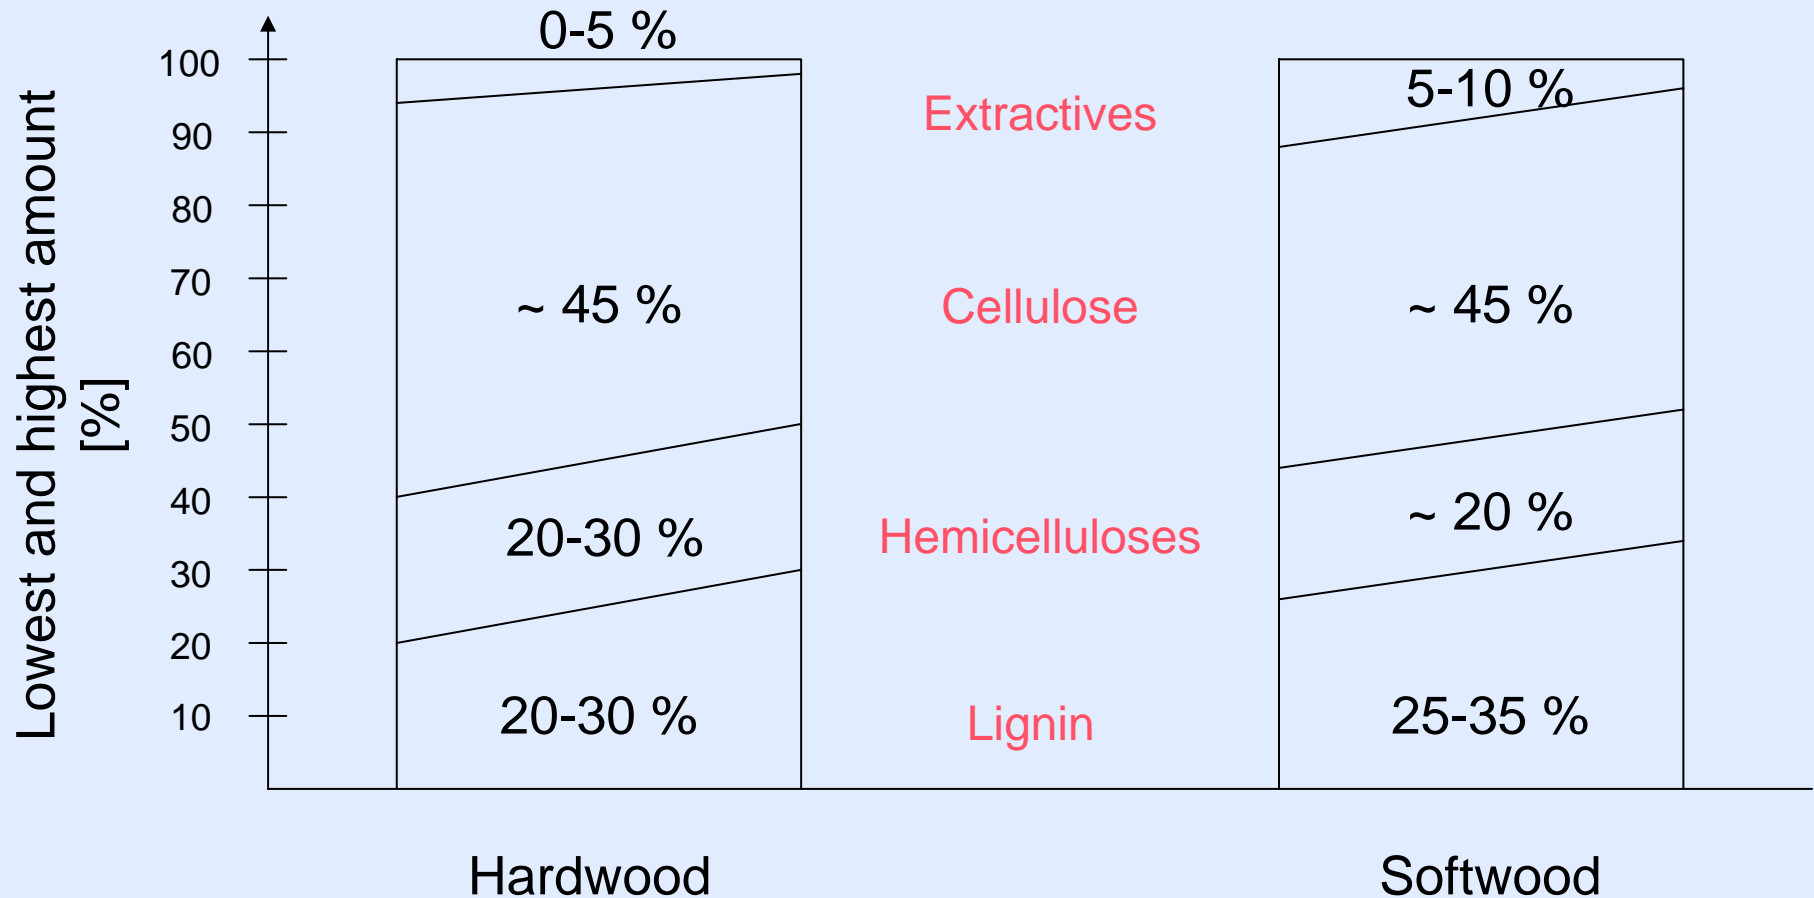 Lowest and highest amount
[%]
100
90
80
70
60
50
40
30
20
10
0-5 %
~ 45 %
20-30 %
20-30 %
Extractives
Cellulose
Hemicelluloses
Lignin
5-10 %
~ 45 %
~ 20 %
25-35 %
Hardwood
Softwood